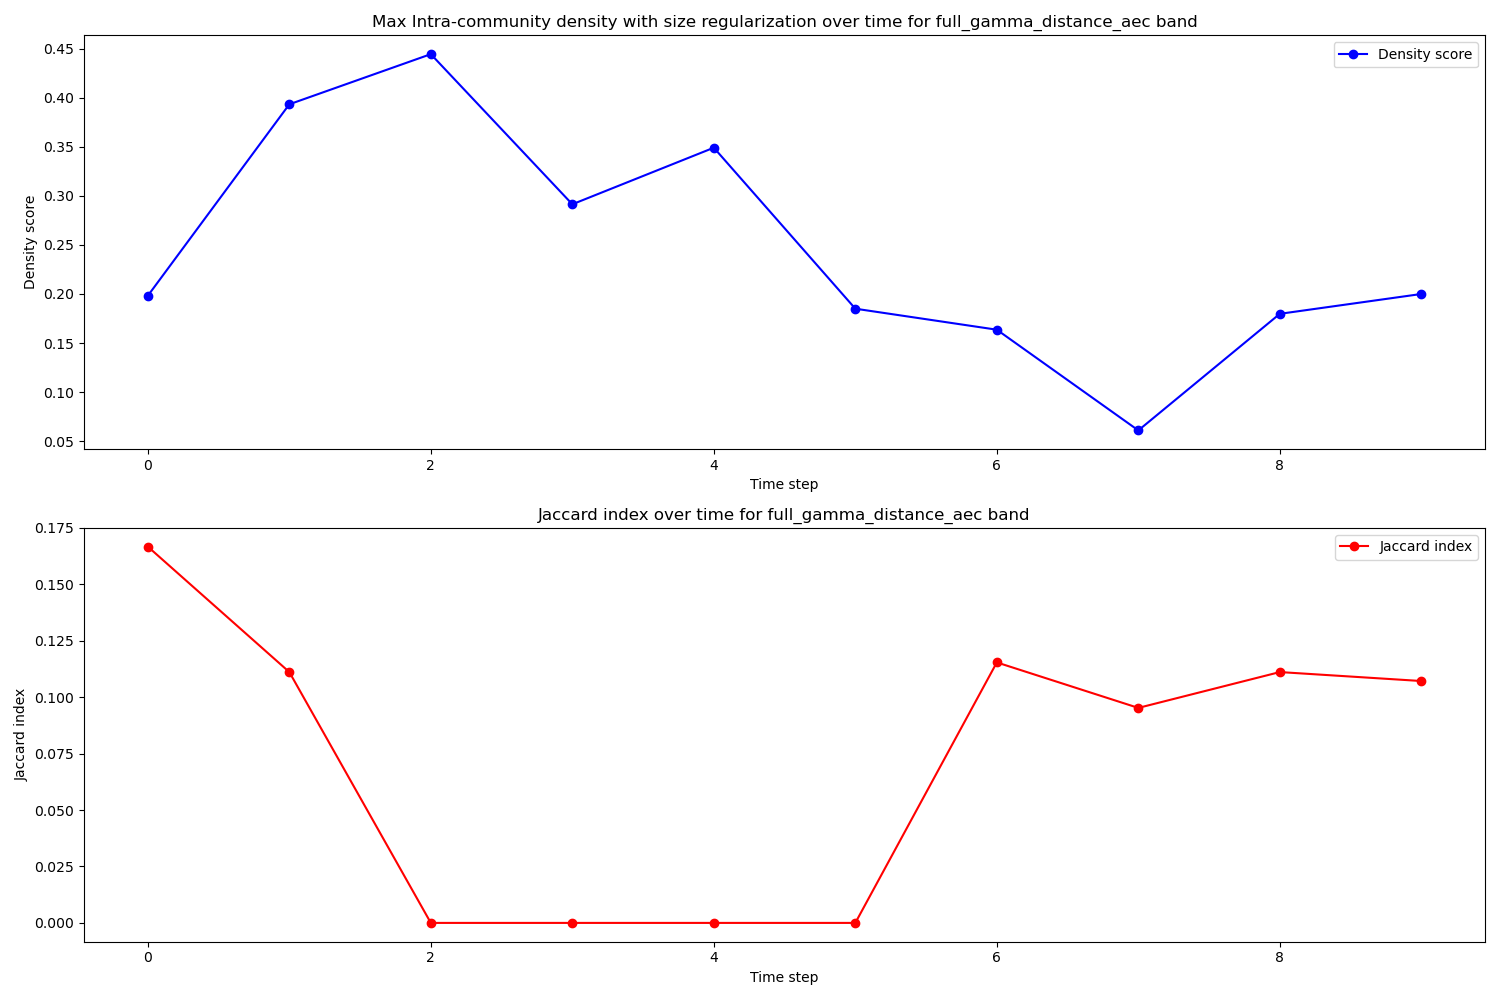 Max Intra-community density with size regularization over time for full_gamma_distance_aec band
Density score
Density score
0.45
0.40
0.35
0.30
0.25
0.20
0.15
0.10
0.05
0 2 4 6 8
Time step
Jaccard index over time for full_gamma_distance_aec band
Jaccard index
Jaccard index
0.175
0.150
0.125
0.100
0.075
0.050
0.025
0.000
0 2 4 6 8
Time step